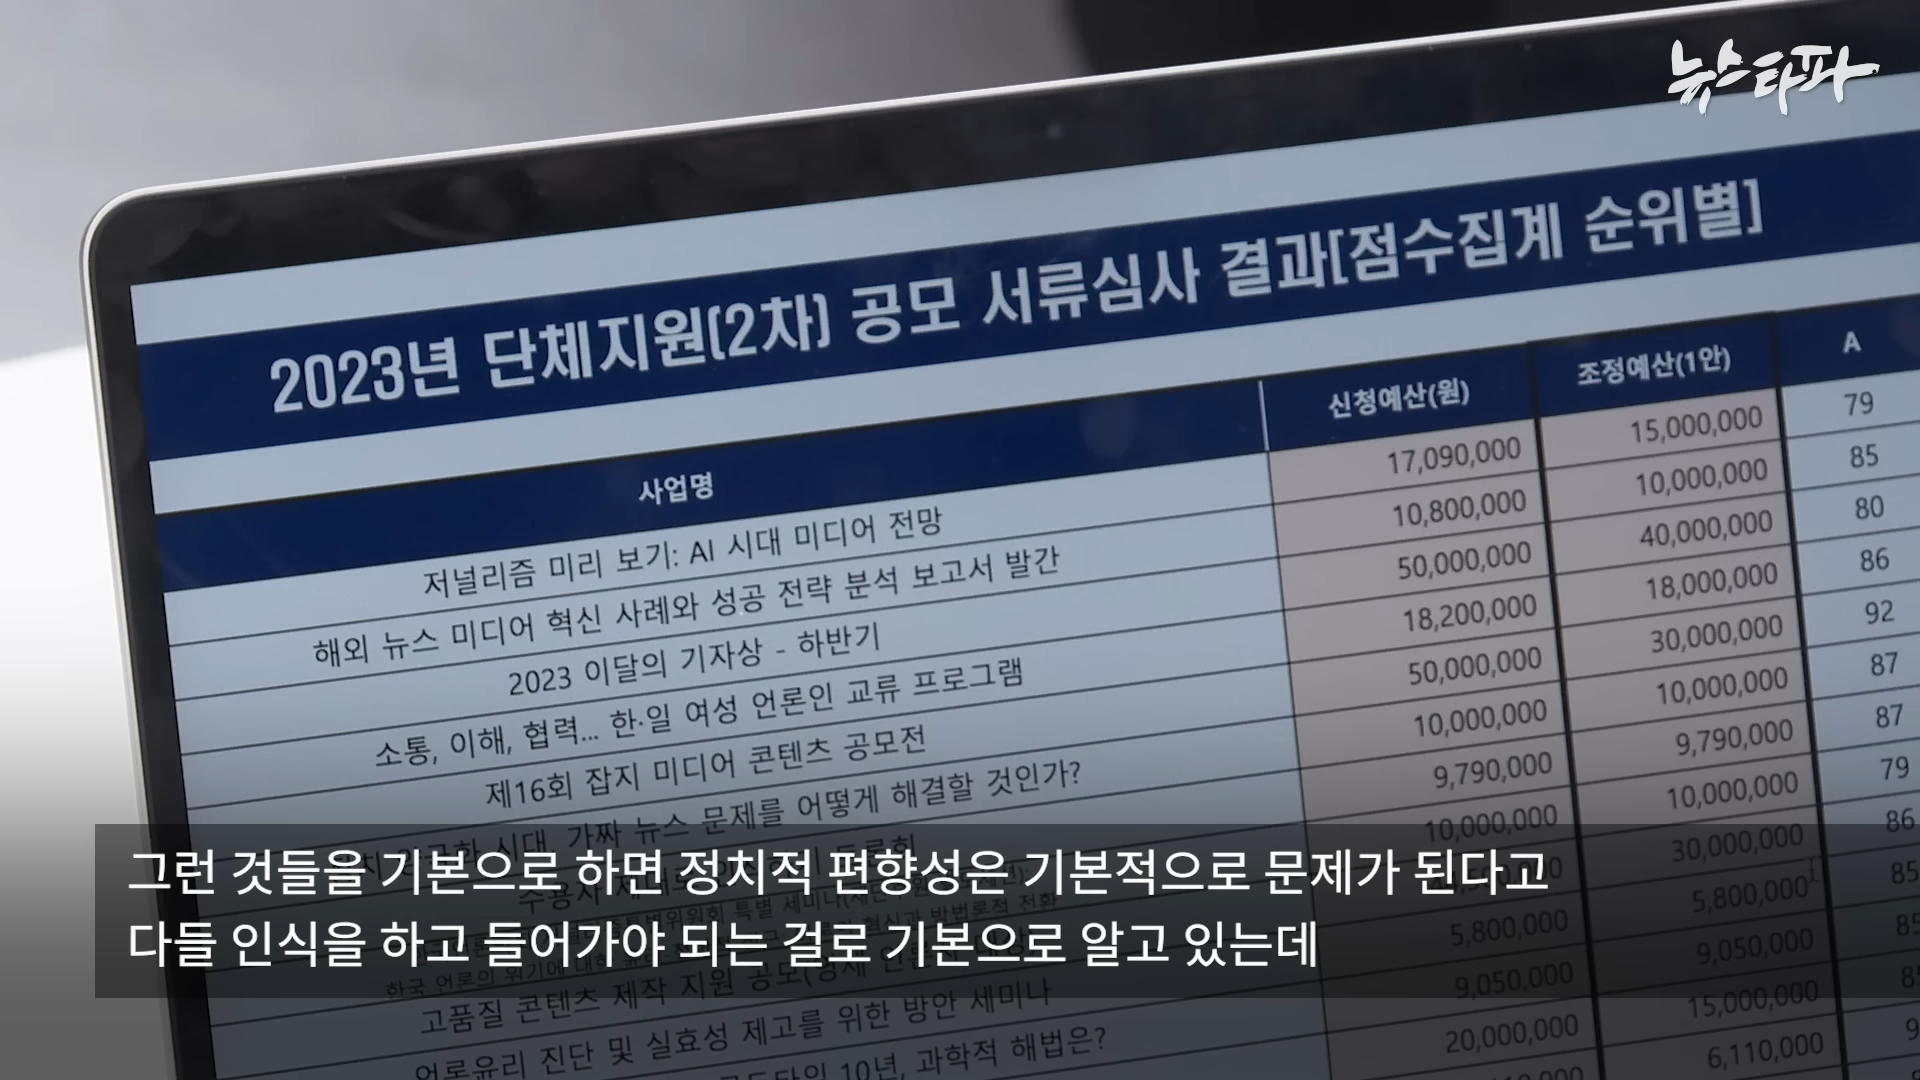 뉴스타파
2023년 단체지원(2차) 공모 서류심사 결과[점수집계 순위별]
사업명 신청예산(원) 조정예산(1안) A
저널리즘 미리 보기: AI 시대 미디어 전망 17,090,000 15,000,000 79
해외 뉴스 미디어 혁신 사례와 성공 전략 분석 보고서 발간 10,800,000 10,000,000 85
2023 이달의 기자상 - 하반기 50,000,000 40,000,000 80
소통, 이해, 협력... 한·일 여성 언론인 교류 프로그램 18,200,000 18,000,000 86
제16회 잡지 미디어 콘텐츠 공모전 50,000,000 30,000,000 92
시대, 가짜 뉴스 문제를 어떻게 해결할 것인가? 10,000,000 10,000,000 87
9,790,000 9,790,000 87
10,000,000 10,000,000 79
30,000,000 86
5,800,000 5,800,000 85
고품질 콘텐츠 제작 지원 공모 9,050,000 9,050,000
언론윤리 진단 및 실효성 제고를 위한 방안 세미나 20,000,000 15,000,000
10년, 과학적 해법은? 6,110,000
그런 것들을 기본으로 하면 정치적 편향성은 기본적으로 문제가 된다고
다들 인식을 하고 들어가야 되는 걸로 기본으로 알고 있는데